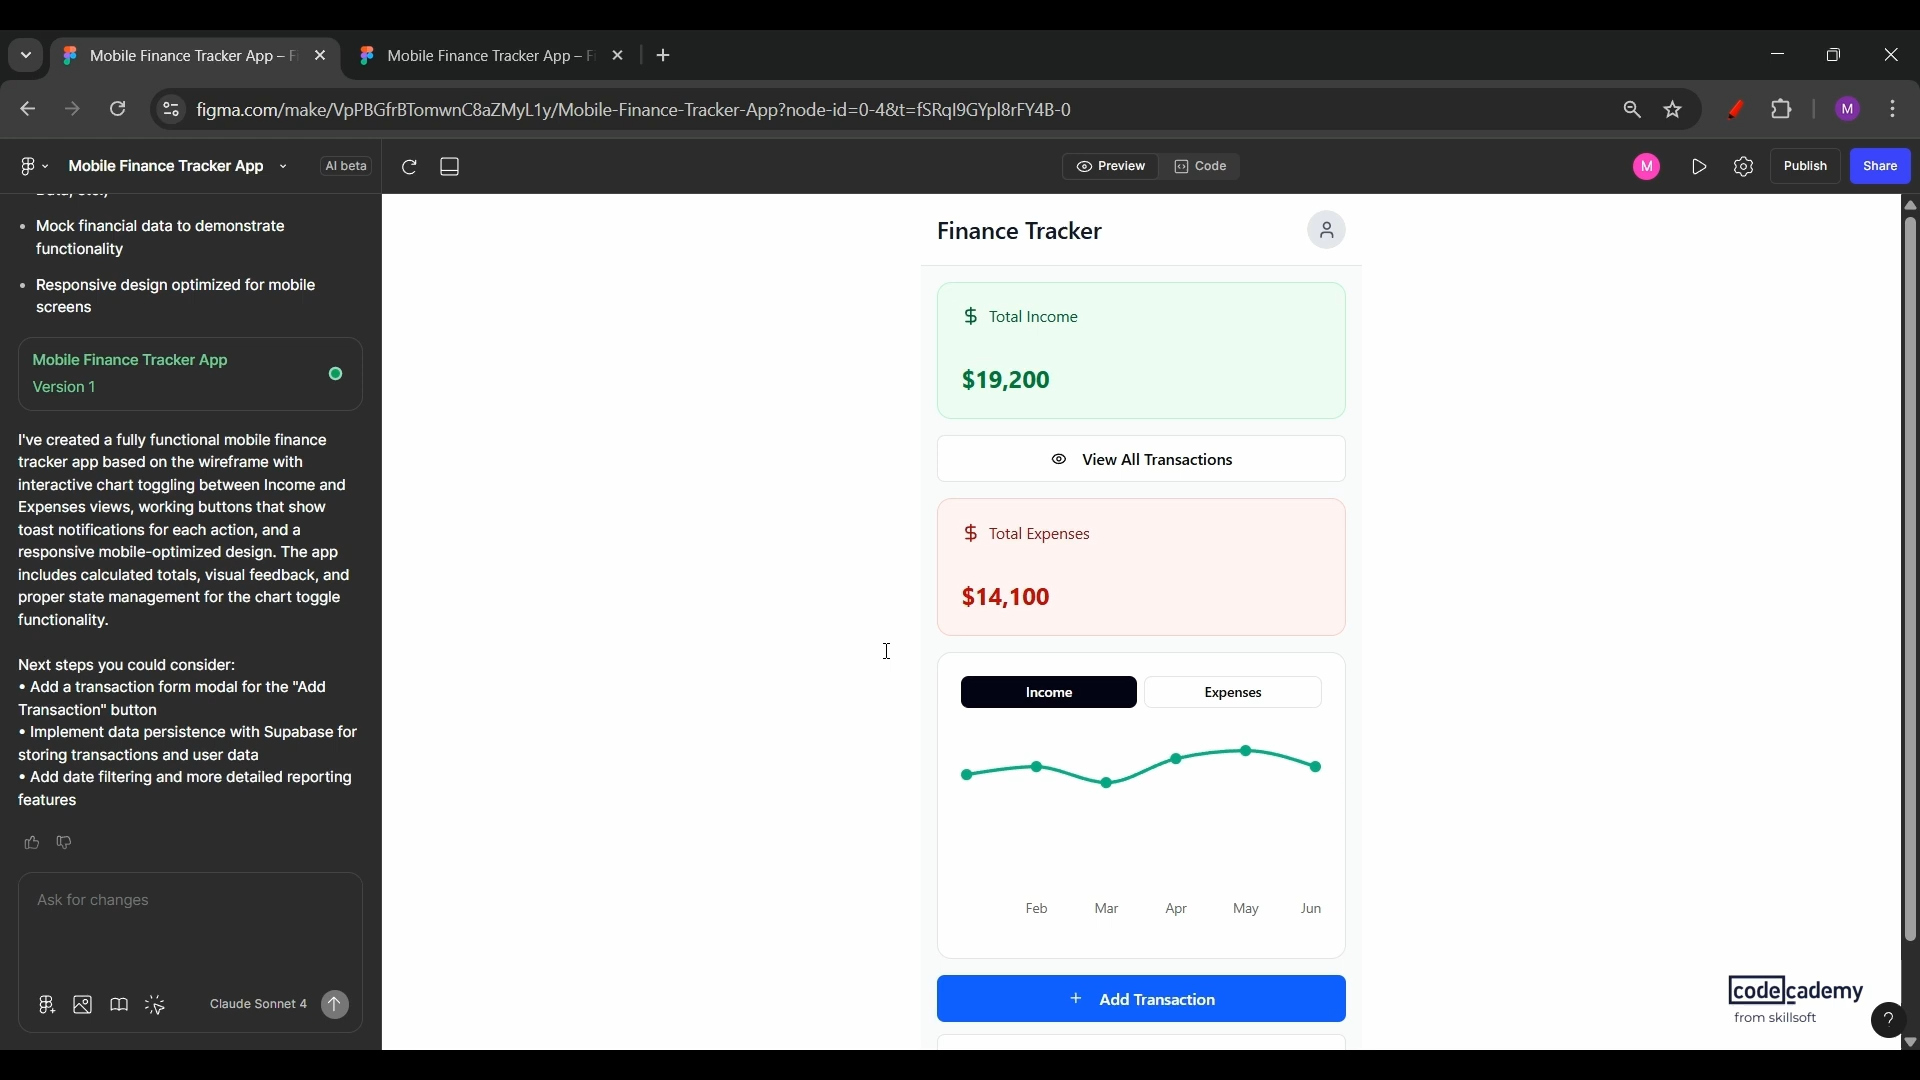 Mobile Finance Tracker App – Fi
Mobile Finance Tracker App – Fi
figma.com/make/VpPBGfrBTomwnC8aZMyL1y/Mobile-Finance-Tracker-App?node-id=0-4&t=fSRqI9GYpl8rFY4B-0
M
Mobile Finance Tracker App
AI beta
Preview
Code
M
Publish
Share
• Mock financial data to demonstrate
functionality
• Responsive design optimized for mobile
screens
Mobile Finance Tracker App
Version 1
I've created a fully functional mobile finance
tracker app based on the wireframe with
interactive chart toggling between Income and
Expenses views, working buttons that show
toast notifications for each action, and a
responsive mobile-optimized design. The app
includes calculated totals, visual feedback, and
proper state management for the chart toggle
functionality.
Next steps you could consider:
• Add a transaction form modal for the "Add
Transaction" button
• Implement data persistence with Supabase for
storing transactions and user data
• Add date filtering and more detailed reporting
features
Ask for changes
Claude Sonnet 4
Finance Tracker
$ Total Income
$19,200
View All Transactions
$ Total Expenses
$14,100
Income
Expenses
Feb
Mar
Apr
May
Jun
+ Add Transaction
codecademy
from skillsoft
?